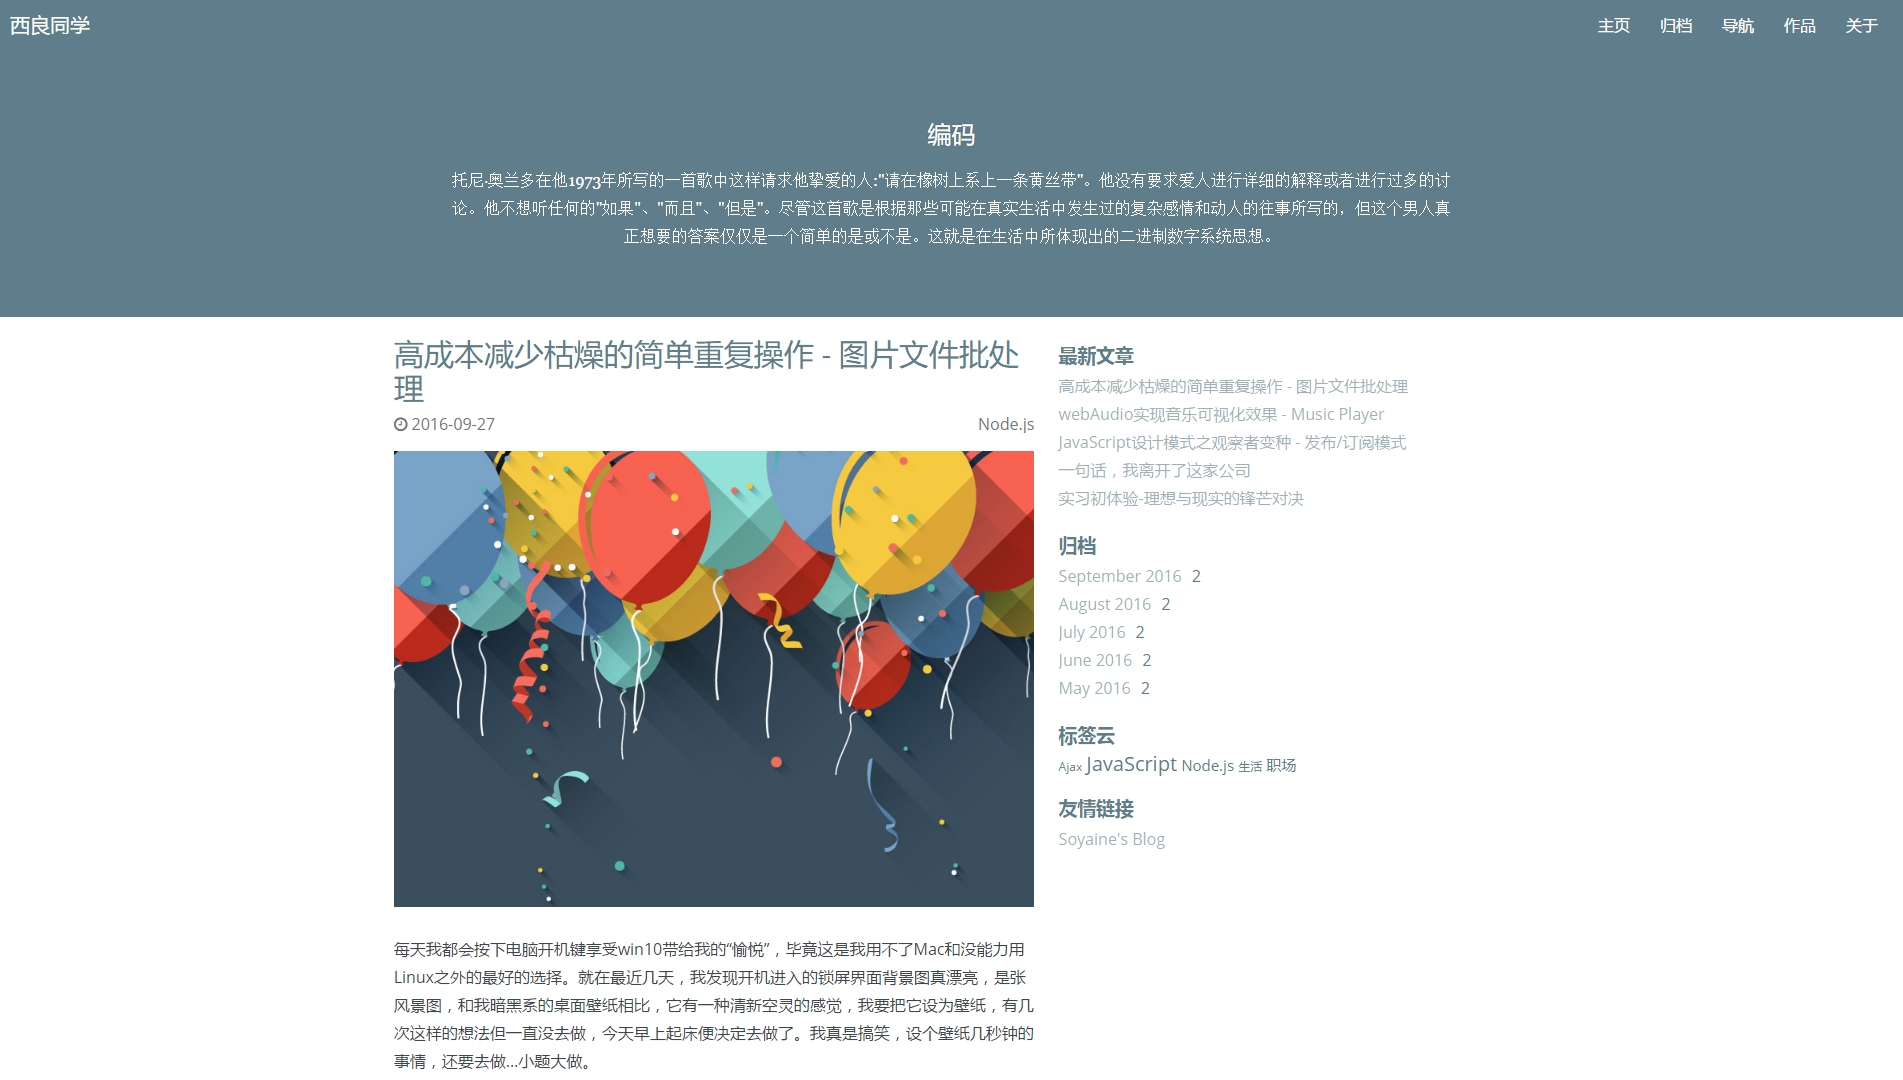 西良同学
主页 归档 导航 作品 关于
编码
托尼·奥兰多在他1973年所写的一首歌中这样请求他挚爱的人:"请在橡树上系上一条黄丝带"。他没有要求爱人进行详细的解释或者进行过多的讨
论。他不想听任何的"如果"、"而且"、"但是"。尽管这首歌是根据那些可能在真实生活中发生过的复杂感情和动人的往事所写的，但这个男人真
正想要的答案仅仅是一个简单的是或不是。这就是在生活中所体现出的二进制数字系统思想。
高成本减少枯燥的简单重复操作 - 图片文件批处
理
2016-09-27
Node.js
每天我都会按下电脑开机键享受win10带给我的“愉悦”，毕竟这是我用不了Mac和没能力用
Linux之外的最好的选择。就在最近几天，我发现开机进入的锁屏界面背景图真漂亮，是张
风景图，和我暗黑系的桌面壁纸相比，它有一种清新空灵的感觉，我要把它设为壁纸，有几
次这样的想法但一直没去做，今天早上起床便决定去做了。我真是搞笑，设个壁纸几秒钟的
事情，还要去做...小题大做。
最新文章
高成本减少枯燥的简单重复操作 - 图片文件批处理
webAudio实现音乐可视化效果 - Music Player
JavaScript设计模式之观察者变种 - 发布/订阅模式
一句话，我离开了这家公司
实习初体验-理想与现实的锋芒对决
归档
September 2016 2
August 2016 2
July 2016 2
June 2016 2
May 2016 2
标签云
Ajax JavaScript Node.js 生活 职场
友情链接
Soyaine's Blog